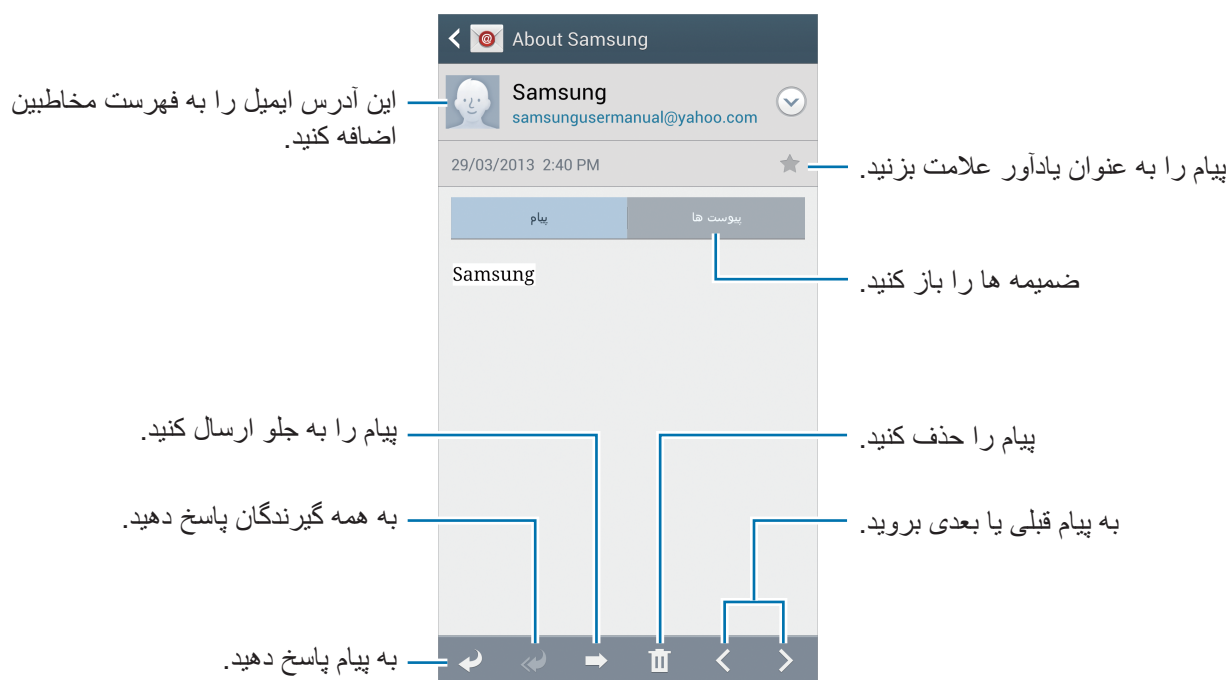 About Samsung
Samsung
samsungusermanual@yahoo.com
این آدرس ایمیل را به فهرست مخاطبین
اضافه کنید.
29/03/2013 2:40 PM
پیام را به عنوان یادآور علامت بزنید.
پیام
پیوست ها
Samsung
ضمیمه ها را باز کنید.
پیام را به جلو ارسال کنید.
پیام را حذف کنید.
به همه گیرندگان پاسخ دهید.
به پیام قبلی یا بعدی بروید.
به پیام پاسخ دهید.